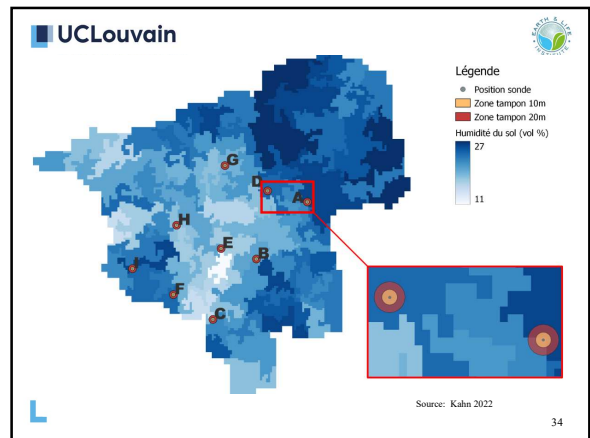 UCLouvain
EARTH & LIFE
INSTITUTE
Légende
Position sonde
Zone tampon 10m
Zone tampon 20m
Humidité du sol (vol %)
27
11
G
D
A
H
E
B
I
F
C
Source: Kahn 2022
34